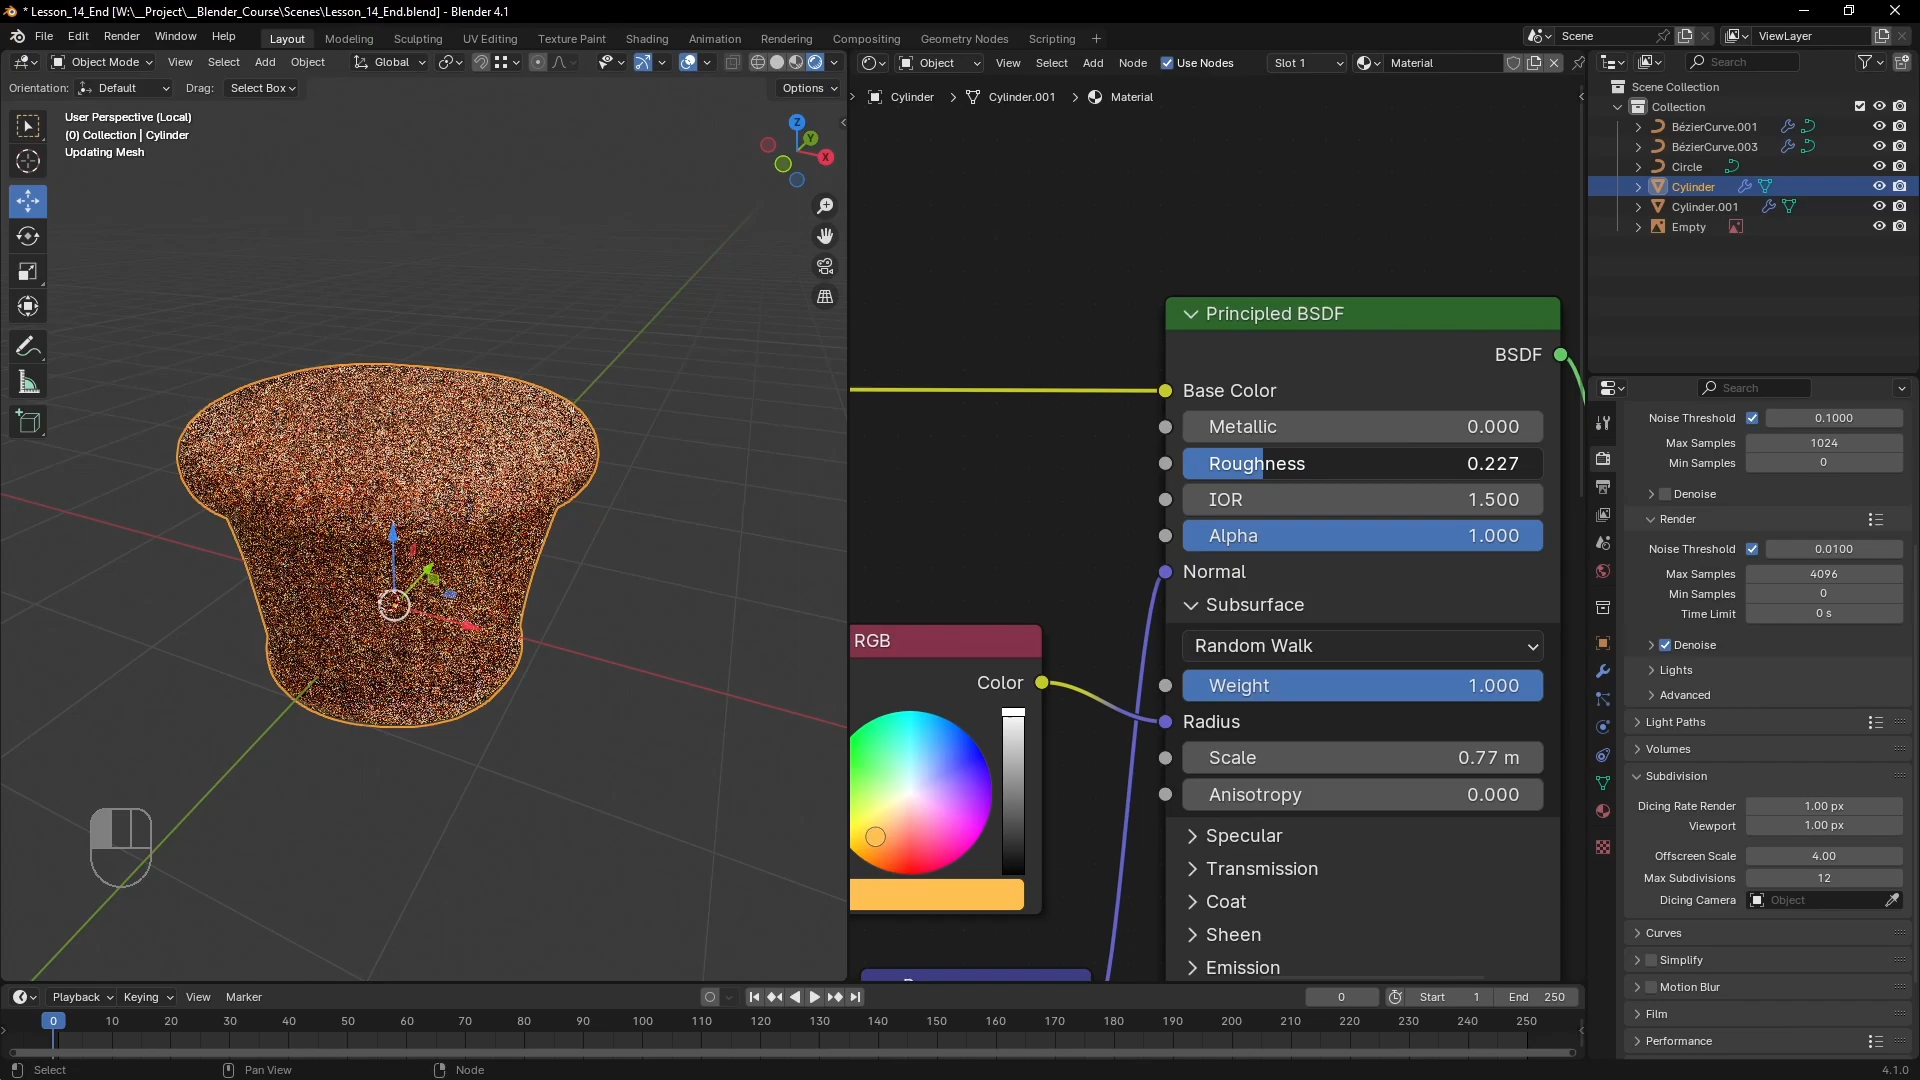 * Lesson_14_End [W:\__Project\__Blender_Course\Scenes\Lesson_14_End.blend] - Blender 4.1
File Edit Render Window Help Layout Modeling Sculpting UV Editing Texture Paint Shading Animation Rendering Compositing Geometry Nodes Scripting + Scene ViewLayer
Object Mode View Select Add Object Global Object View Select Add Node Use Nodes Slot 1 Material Search
Orientation: Default Drag: Select Box Options
Cylinder > Cylinder.001 > Material
User Perspective (Local)
(0) Collection | Cylinder
Updating Mesh
Z
Y
X
Scene Collection
Collection
BézierCurve.001
BézierCurve.003
Circle
Cylinder
Cylinder.001
Empty
Principled BSDF
BSDF
Base Color
Metallic 0.000
Roughness 0.227
IOR 1.500
Alpha 1.000
Normal
Subsurface
Random Walk
Weight 1.000
Radius
Scale 0.77 m
Anisotropy 0.000
Specular
Transmission
Coat
Sheen
Emission
RGB
Color
Search
Noise Threshold 0.1000
Max Samples 1024
Min Samples 0
Denoise
Render
Noise Threshold 0.0100
Max Samples 4096
Min Samples 0
Time Limit 0 s
Denoise
Lights
Advanced
Light Paths
Volumes
Subdivision
Dicing Rate Render 1.00 px
Viewport 1.00 px
Offscreen Scale 4.00
Max Subdivisions 12
Dicing Camera Object
Curves
Simplify
Motion Blur
Film
Performance
Playback Keying View Marker 0 Start 1 End 250
0 10 20 30 40 50 60 70 80 90 100 110 120 130 140 150 160 170 180 190 200 210 220 230 240 250
Select Pan View Node 4.1.0